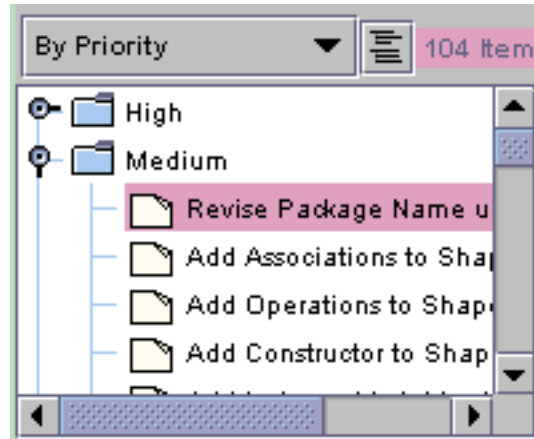 By Priority
104 Item
High
Medium
Revise Package Name u
Add Associations to Shap
Add Operations to Shape
Add Constructor to Shap